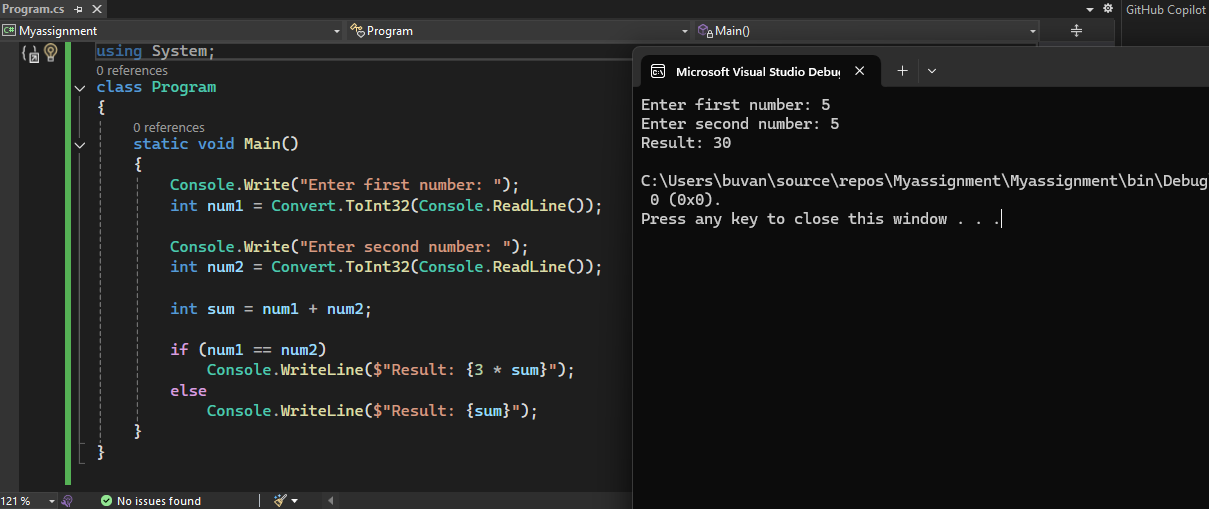 Program.cs
GitHub Copilot
C# Myassignment
Program
Main()
using System;
0 references
class Program
{
0 references
static void Main()
{
Console.Write("Enter first number: ");
int num1 = Convert.ToInt32(Console.ReadLine());
Console.Write("Enter second number: ");
int num2 = Convert.ToInt32(Console.ReadLine());
int sum = num1 + num2;
if (num1 == num2)
Console.WriteLine($"Result: {3 * sum}");
else
Console.WriteLine($"Result: {sum}");
}
}
121 %
No issues found
Microsoft Visual Studio Debug
Enter first number: 5
Enter second number: 5
Result: 30
C:\Users\buvan\source\repos\Myassignment\Myassignment\bin\Debug
0 (0x0).
Press any key to close this window . . .